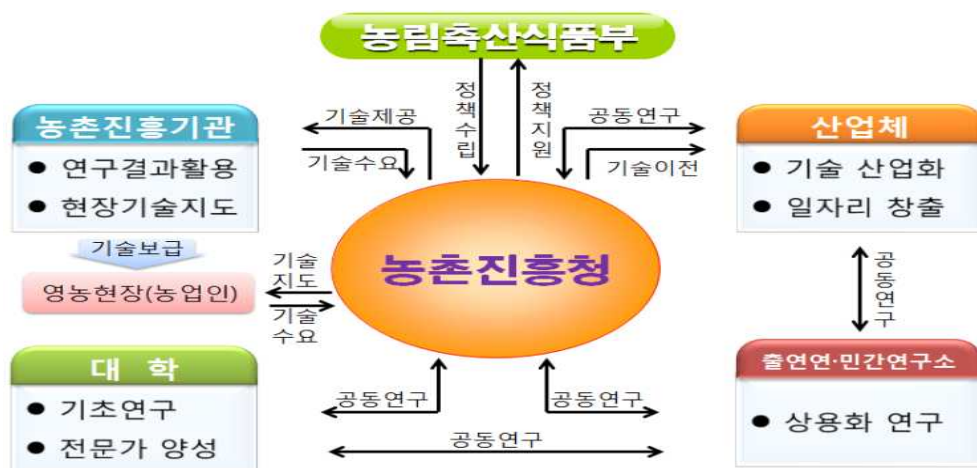 농림축산식품부
정책수립
정책지원
농촌진흥기관
● 연구결과활용
● 현장기술지도
기술제공
기술수요
공동연구
기술이전
산업체
● 기술 산업화
● 일자리 창출
기술보급
영농현장(농업인)
기술
지도
기술
수요
농촌진흥청
공동연구
대 학
● 기초연구
● 전문가 양성
공동연구
공동연구
공동연구
출연연·민간연구소
● 상용화 연구